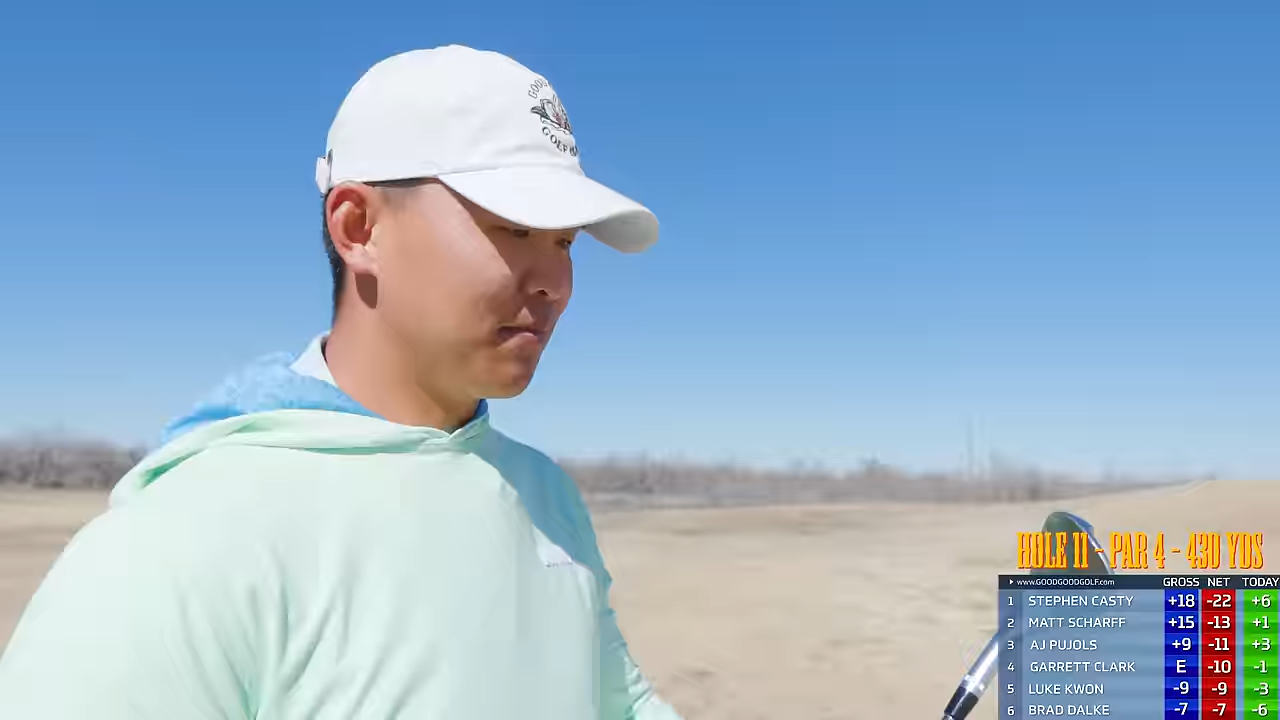 GOOD
GOLF
HOLE 11 - PAR 4 - 430 YDS
www.GOODGOODGOLF.com GROSS NET TODAY
1 STEPHEN CASTY +18 -22 +6
2 MATT SCHARFF +15 -13 +1
3 AJ PUJOLS +9 -11 +3
4 GARRETT CLARK E -10 -1
5 LUKE KWON -9 -9 -3
6 BRAD DALKE -7 -7 -6